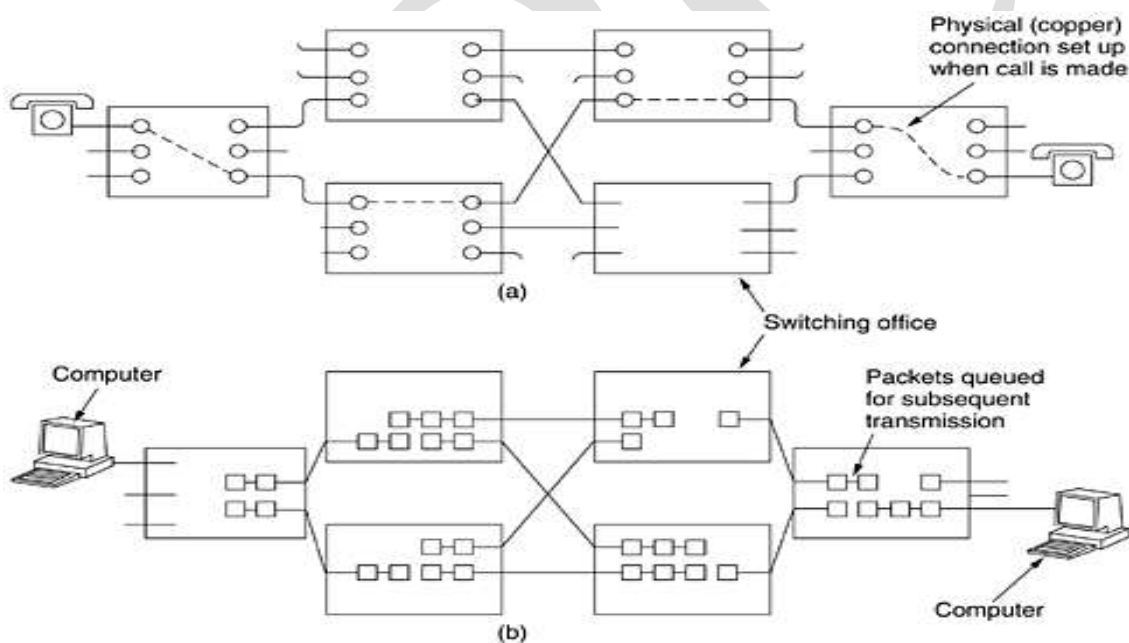 Physical (copper)
connection set up
when call is made
(a)
Switching office
Computer
Packets queued
for subsequent
transmission
Computer
(b)